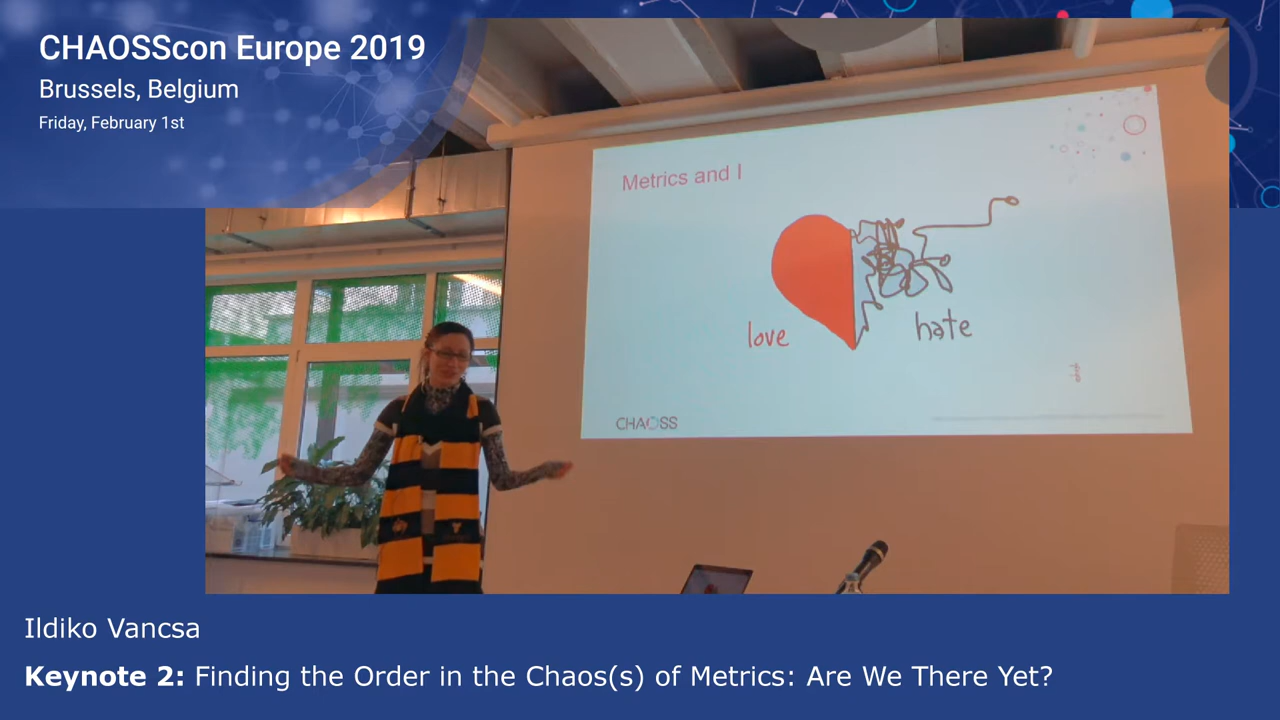 CHAOSScon Europe 2019
Brussels, Belgium
Friday, February 1st
Metrics and I
love
hate
CHAOSS
Ildiko Vancsa
Keynote 2: Finding the Order in the Chaos(s) of Metrics: Are We There Yet?